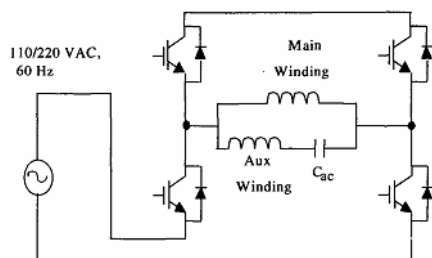 110/220 VAC,
60 Hz
Main
Winding
Aux
Winding
Cac